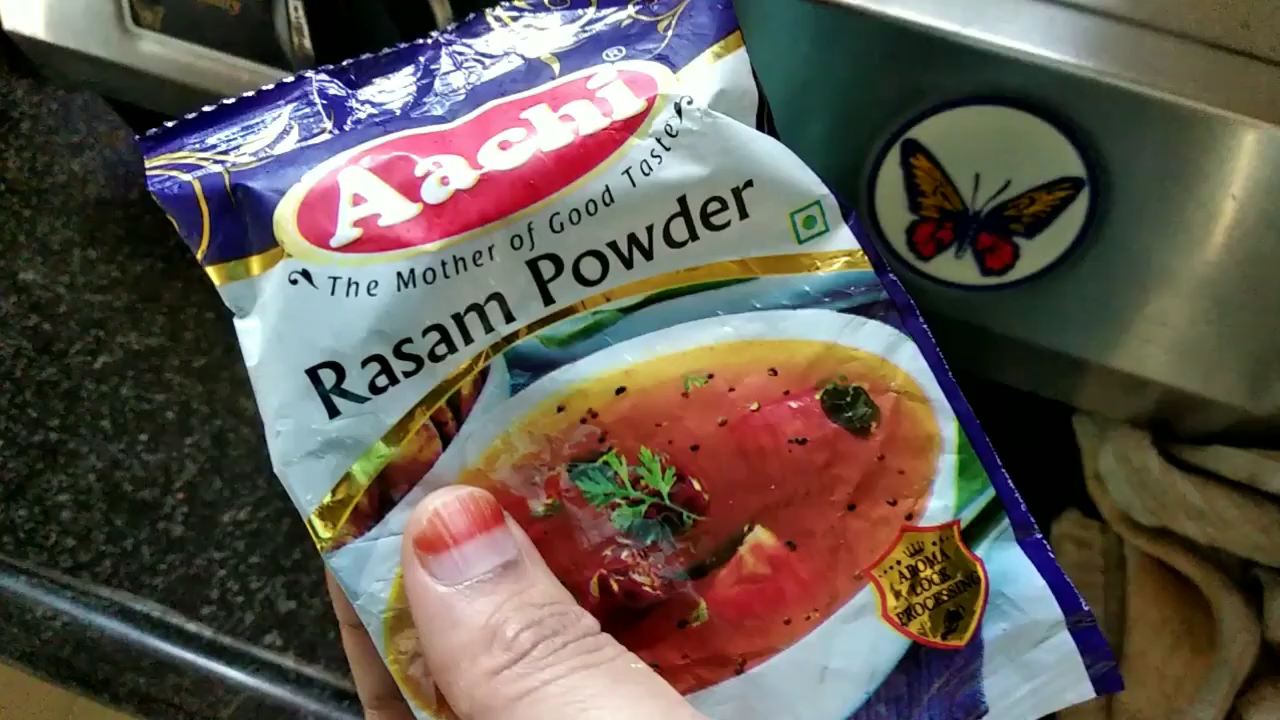 Aachi®
The Mother of Good Taste
Rasam Powder
AROMA
LOCK
PROCESSING